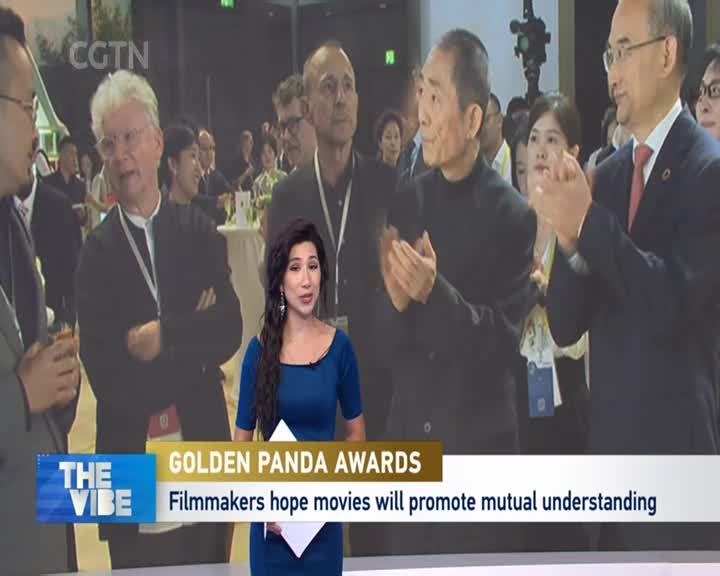 CGTN
GOLDEN PANDA AWARDS
THE
VIBE
Filmmakers hope movies will promote mutual understanding